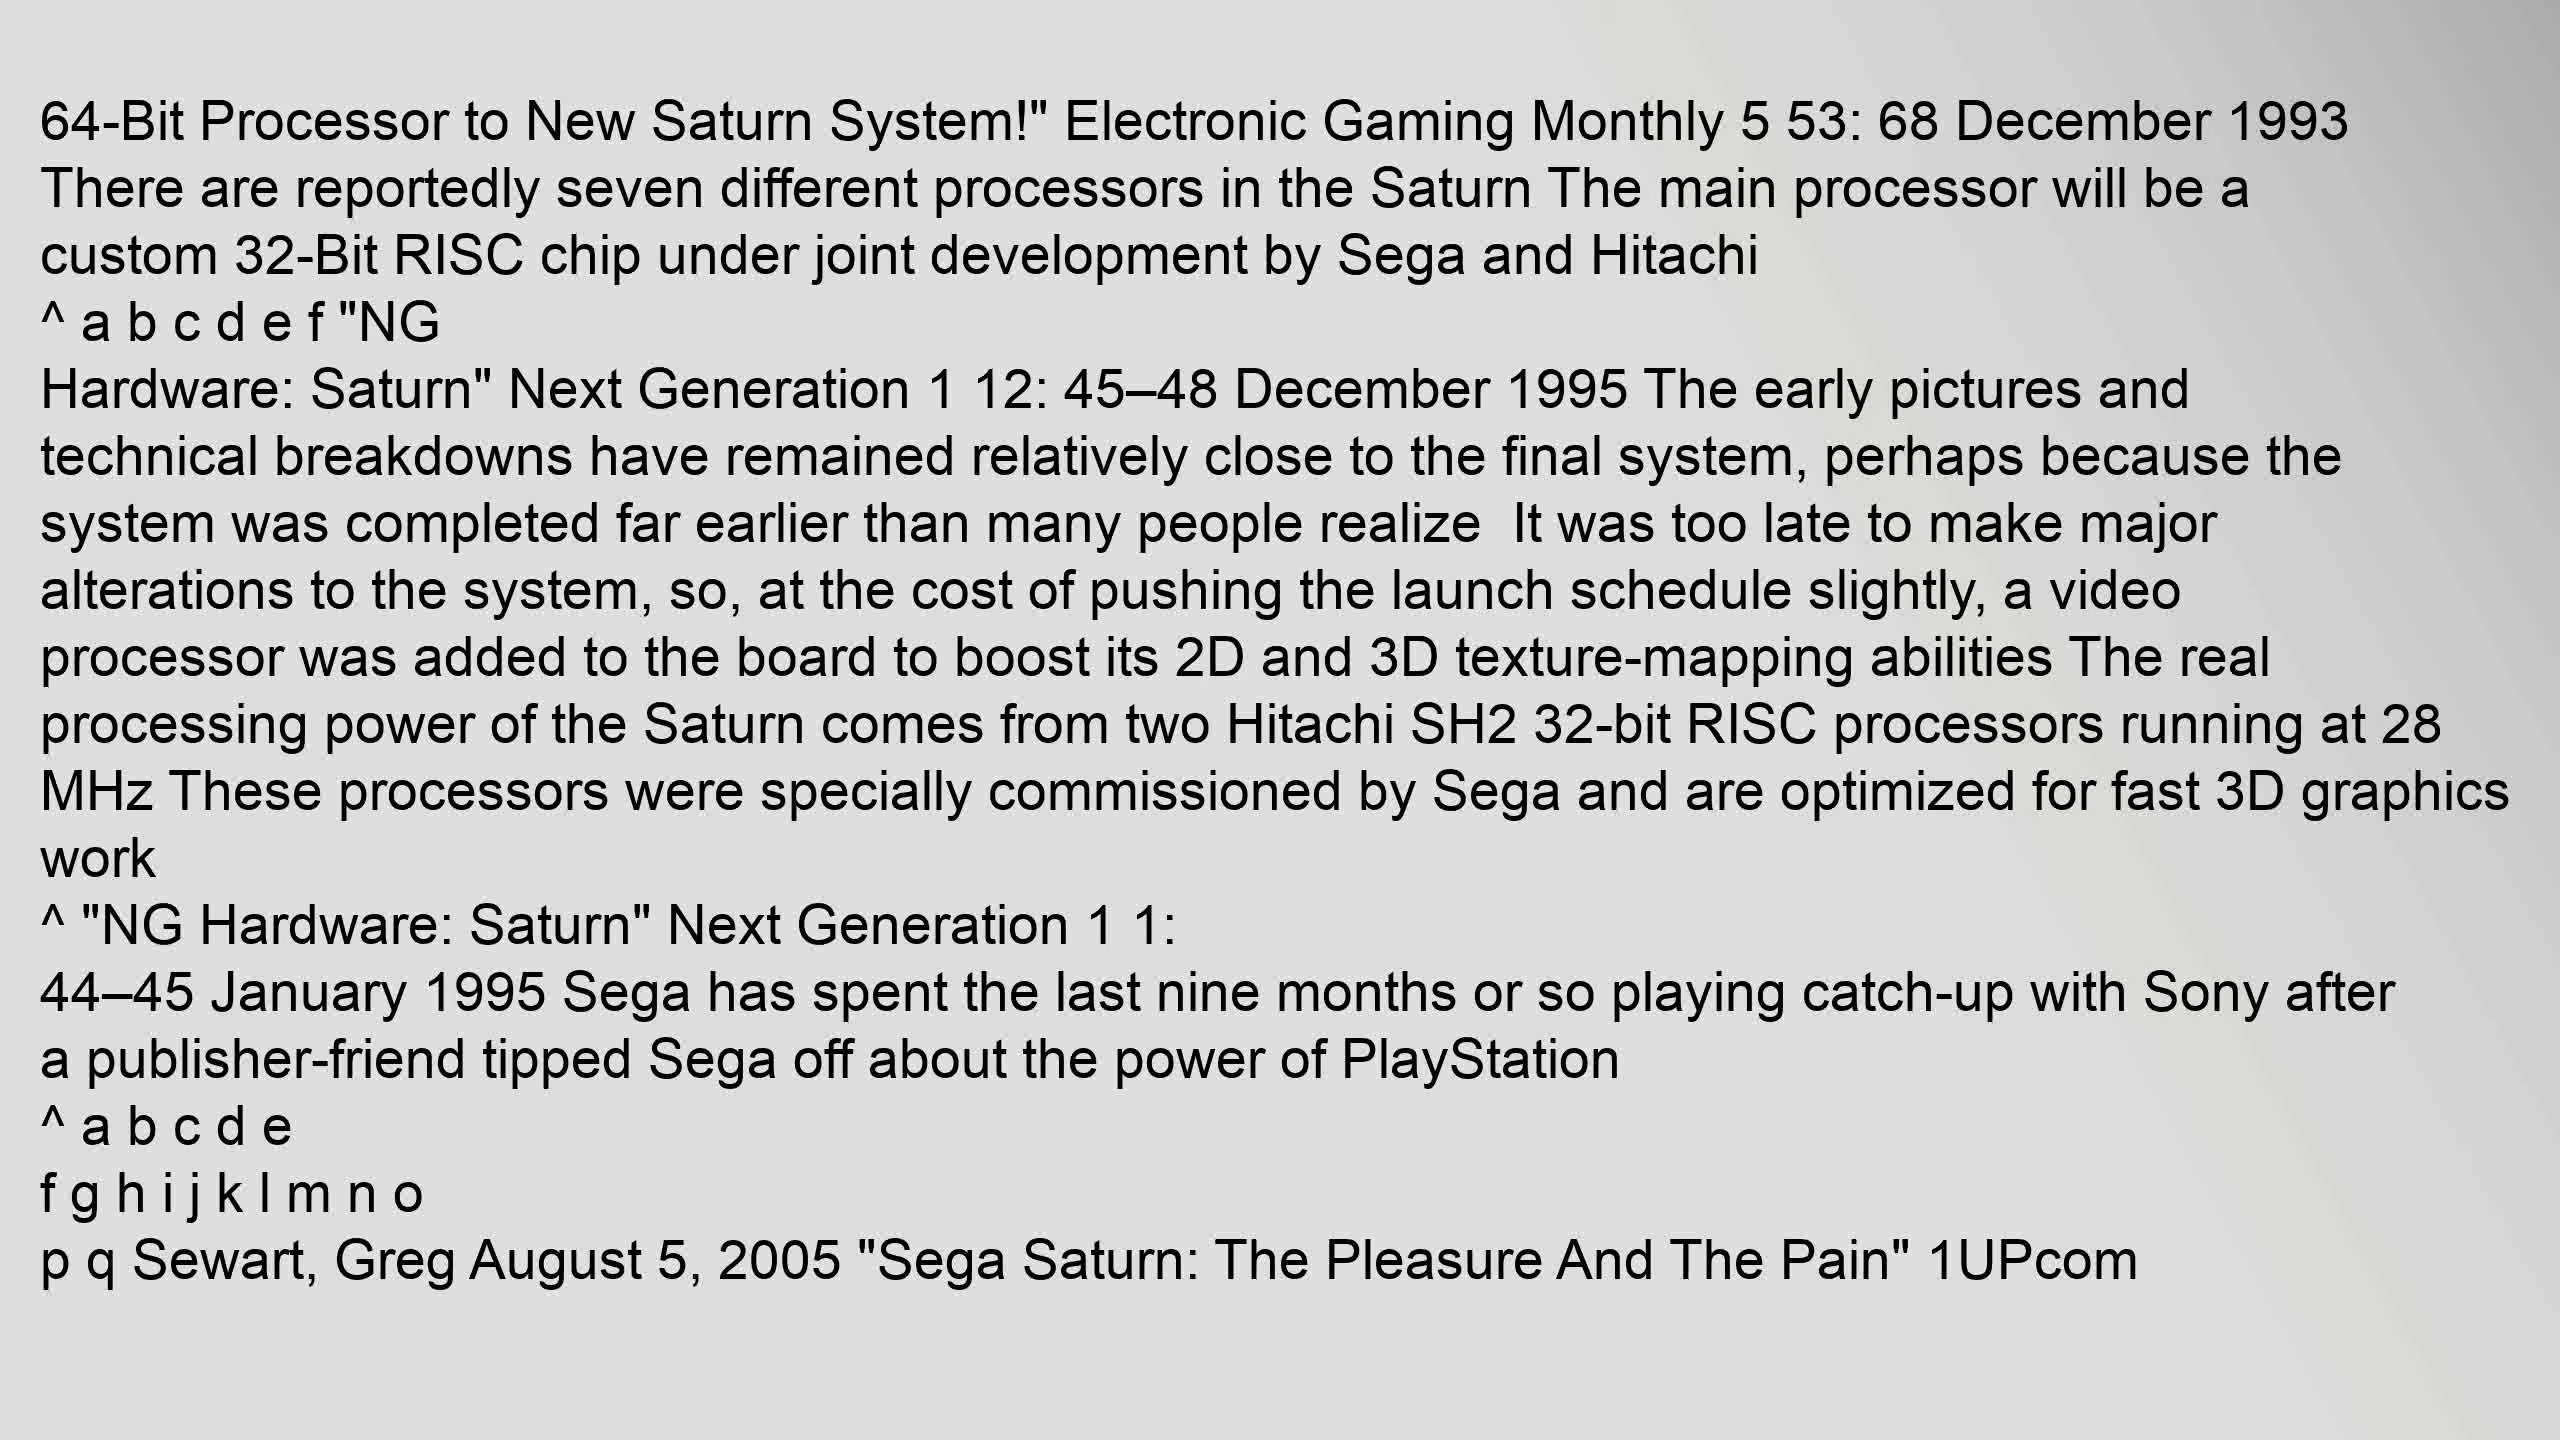 64-Bit Processor to New Saturn System!" Electronic Gaming Monthly 5 53: 68 December 1993
There are reportedly seven different processors in the Saturn The main processor will be a
custom 32-Bit RISC chip under joint development by Sega and Hitachi
^ a b c d e f "NG
Hardware: Saturn" Next Generation 1 12: 45–48 December 1995 The early pictures and
technical breakdowns have remained relatively close to the final system, perhaps because the
system was completed far earlier than many people realize  It was too late to make major
alterations to the system, so, at the cost of pushing the launch schedule slightly, a video
processor was added to the board to boost its 2D and 3D texture-mapping abilities The real
processing power of the Saturn comes from two Hitachi SH2 32-bit RISC processors running at 28
MHz These processors were specially commissioned by Sega and are optimized for fast 3D graphics
work
^ "NG Hardware: Saturn" Next Generation 1 1:
44–45 January 1995 Sega has spent the last nine months or so playing catch-up with Sony after
a publisher-friend tipped Sega off about the power of PlayStation
^ a b c d e
f g h i j k l m n o
p q Sewart, Greg August 5, 2005 "Sega Saturn: The Pleasure And The Pain" 1UPcom